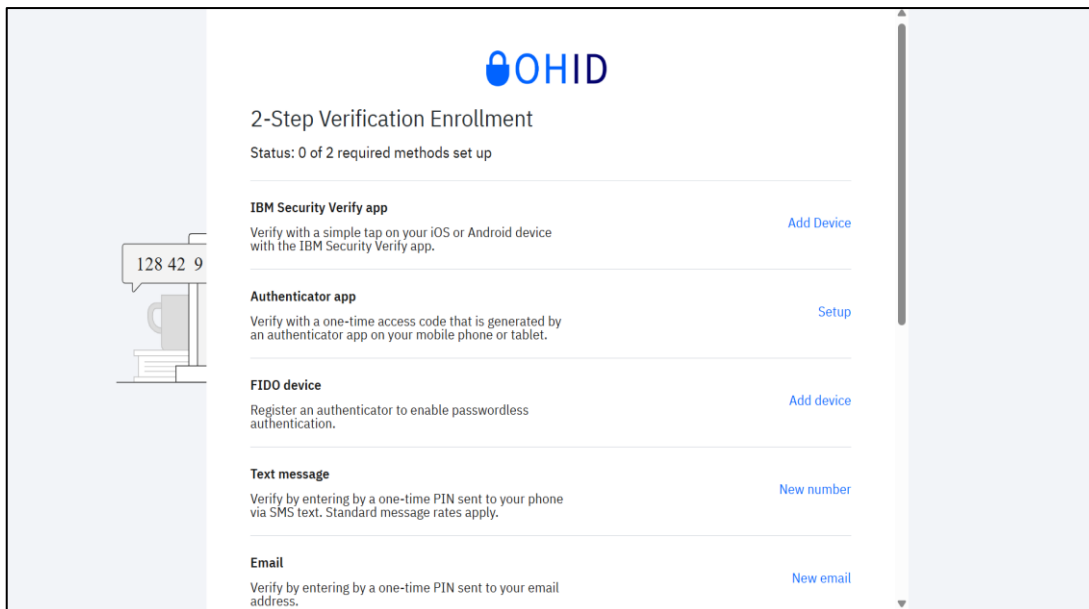 OHID
2-Step Verification Enrollment
Status: 0 of 2 required methods set up
IBM Security Verify app
Verify with a simple tap on your iOS or Android device
with the IBM Security Verify app.
Add Device
128 42 9
Authenticator app
Verify with a one-time access code that is generated by
an authenticator app on your mobile phone or tablet.
Setup
FIDO device
Register an authenticator to enable passwordless
authentication.
Add device
Text message
Verify by entering by a one-time PIN sent to your phone
via SMS text. Standard message rates apply.
New number
Email
Verify by entering by a one-time PIN sent to your email
address.
New email